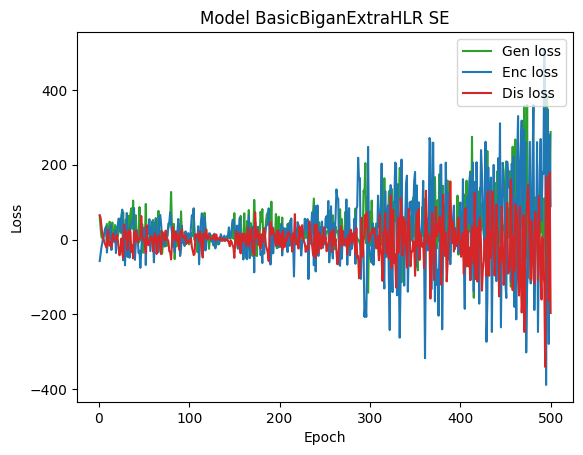 Model BasicBiganExtraHLR SE
Gen loss
Enc loss
Dis loss
Loss
400
200
0
−200
−400
0
100
200
300
400
500
Epoch